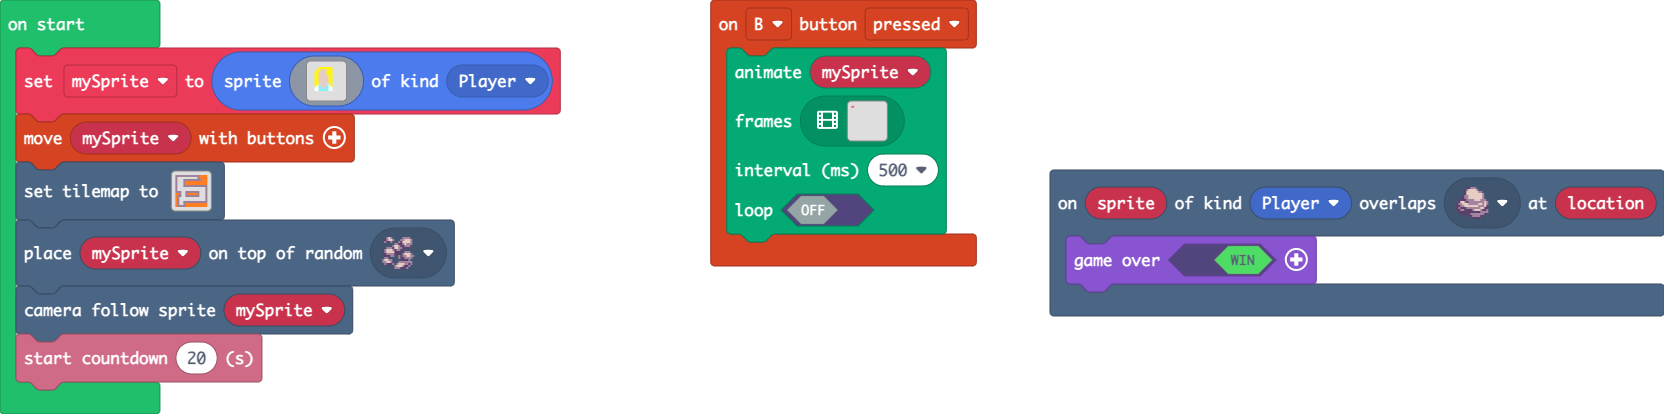 on start
set mySprite to sprite of kind Player
move mySprite with buttons
set tilemap to
place mySprite on top of random
camera follow sprite mySprite
start countdown 20 (s)
on B button pressed
animate mySprite
frames
interval (ms) 500
loop OFF
on sprite of kind Player overlaps at location
game over WIN